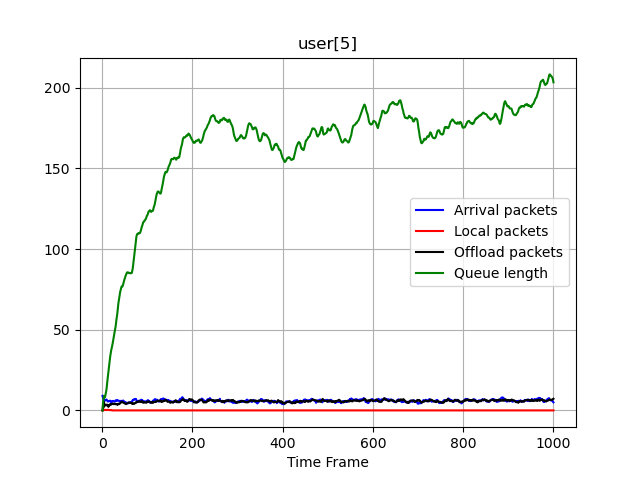 user[5]
200
150
100
50
0
Arrival packets
Local packets
Offload packets
Queue length
0 200 400 600 800 1000
Time Frame